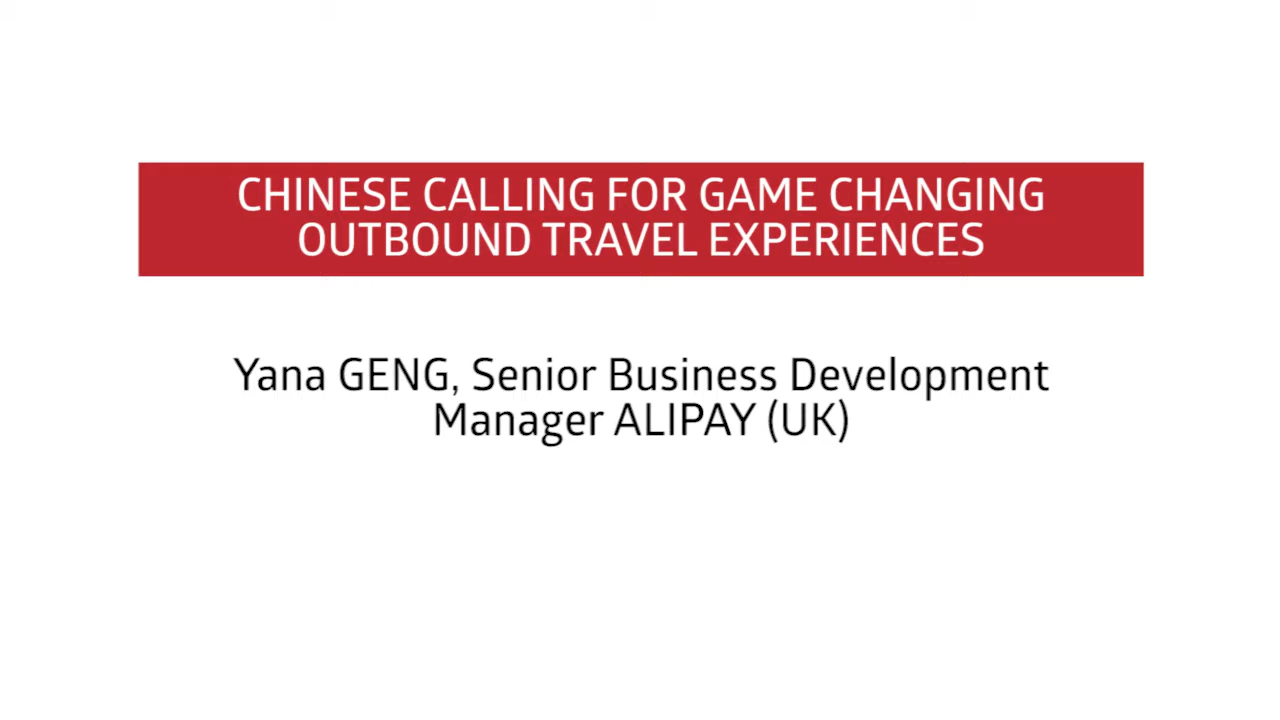 CHINESE CALLING FOR GAME CHANGING
OUTBOUND TRAVEL EXPERIENCES
Yana GENG, Senior Business Development
Manager ALIPAY (UK)